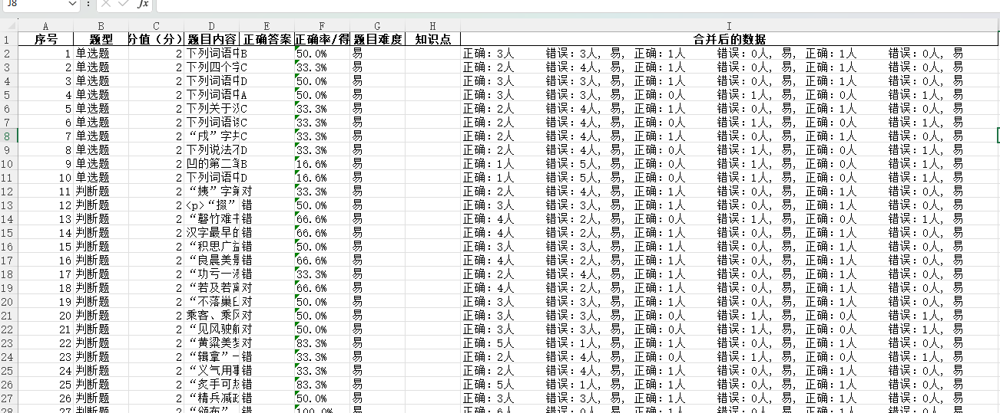 J8 fx
A B C D E F G H I
1 序号 题型 分值（分） 题目内容 正确答案 正确率/得 题目难度 知识点 合并后的数据
2 1 单选题 2 下列词语中 B 50.0% 易 正确：3人 错误：3人, 易, 正确：1人 错误：0人, 易, 正确：1人 错误：0人, 易
3 2 单选题 2 下列四个字 C 33.3% 易 正确：2人 错误：4人, 易, 正确：1人 错误：0人, 易, 正确：1人 错误：0人, 易
4 3 单选题 2 下列词语中 D 50.0% 易 正确：3人 错误：3人, 易, 正确：1人 错误：0人, 易, 正确：1人 错误：0人, 易
5 4 单选题 2 下列词语中 A 50.0% 易 正确：3人 错误：3人, 易, 正确：0人 错误：1人, 易, 正确：0人 错误：1人, 易
6 5 单选题 2 下列关于 C 33.3% 易 正确：2人 错误：4人, 易, 正确：1人 错误：0人, 易, 正确：1人 错误：0人, 易
7 6 单选题 2 下列词语 C 33.3% 易 正确：2人 错误：4人, 易, 正确：0人 错误：1人, 易, 正确：0人 错误：1人, 易
8 7 单选题 2 “戌”字共 C 33.3% 易 正确：2人 错误：4人, 易, 正确：1人 错误：0人, 易, 正确：1人 错误：0人, 易
9 8 单选题 2 下列说法不 D 33.3% 易 正确：2人 错误：4人, 易, 正确：0人 错误：1人, 易, 正确：0人 错误：1人, 易
10 9 单选题 2 凹的第二笔 B 16.6% 易 正确：1人 错误：5人, 易, 正确：0人 错误：1人, 易, 正确：0人 错误：1人, 易
11 10 单选题 2 下列词语中 D 16.6% 易 正确：1人 错误：5人, 易, 正确：0人 错误：1人, 易, 正确：0人 错误：1人, 易
12 11 判断题 2 “姨”字第 对 33.3% 易 正确：2人 错误：4人, 易, 正确：1人 错误：0人, 易, 正确：1人 错误：0人, 易
13 12 判断题 2 <p>“掇” 错 50.0% 易 正确：3人 错误：3人, 易, 正确：1人 错误：0人, 易, 正确：1人 错误：0人, 易
14 13 判断题 2 “磬竹难书 错 66.6% 易 正确：4人 错误：2人, 易, 正确：0人 错误：1人, 易, 正确：0人 错误：1人, 易
15 14 判断题 2 汉字最早的 错 66.6% 易 正确：4人 错误：2人, 易, 正确：1人 错误：0人, 易, 正确：1人 错误：0人, 易
16 15 判断题 2 “积思广益 错 50.0% 易 正确：3人 错误：3人, 易, 正确：1人 错误：0人, 易, 正确：1人 错误：0人, 易
17 16 判断题 2 “良晨美景 错 66.6% 易 正确：4人 错误：2人, 易, 正确：1人 错误：0人, 易, 正确：1人 错误：0人, 易
18 17 判断题 2 “功亏一 错 33.3% 易 正确：2人 错误：4人, 易, 正确：1人 错误：0人, 易, 正确：1人 错误：0人, 易
19 18 判断题 2 “若及若离 对 66.6% 易 正确：4人 错误：2人, 易, 正确：1人 错误：0人, 易, 正确：1人 错误：0人, 易
20 19 判断题 2 “不落巢臼 对 50.0% 易 正确：3人 错误：3人, 易, 正确：1人 错误：0人, 易, 正确：1人 错误：0人, 易
21 20 判断题 2 乘客、乘风 对 50.0% 易 正确：3人 错误：3人, 易, 正确：0人 错误：1人, 易, 正确：0人 错误：1人, 易
22 21 判断题 2 “见风驶船 对 50.0% 易 正确：3人 错误：3人, 易, 正确：0人 错误：1人, 易, 正确：0人 错误：1人, 易
23 22 判断题 2 “黄粱美梦 对 83.3% 易 正确：5人 错误：1人, 易, 正确：1人 错误：0人, 易, 正确：1人 错误：0人, 易
24 23 判断题 2 “辑拿”一 错 33.3% 易 正确：2人 错误：4人, 易, 正确：0人 错误：1人, 易, 正确：0人 错误：1人, 易
25 24 判断题 2 “义气用事 错 33.3% 易 正确：2人 错误：4人, 易, 正确：1人 错误：0人, 易, 正确：1人 错误：0人, 易
26 25 判断题 2 “炙手可热 错 83.3% 易 正确：5人 错误：1人, 易, 正确：1人 错误：0人, 易, 正确：1人 错误：0人, 易
27 26 判断题 2 “精兵减政 错 50.0% 易 正确：3人 错误：3人, 易, 正确：1人 错误：0人, 易, 正确：1人 错误：0人, 易
28 27 判断题 2 “颁布” 错 100.0% 易 正确：6人 错误：0人, 易, 正确：1人 错误：0人, 易, 正确：1人 错误：0人, 易